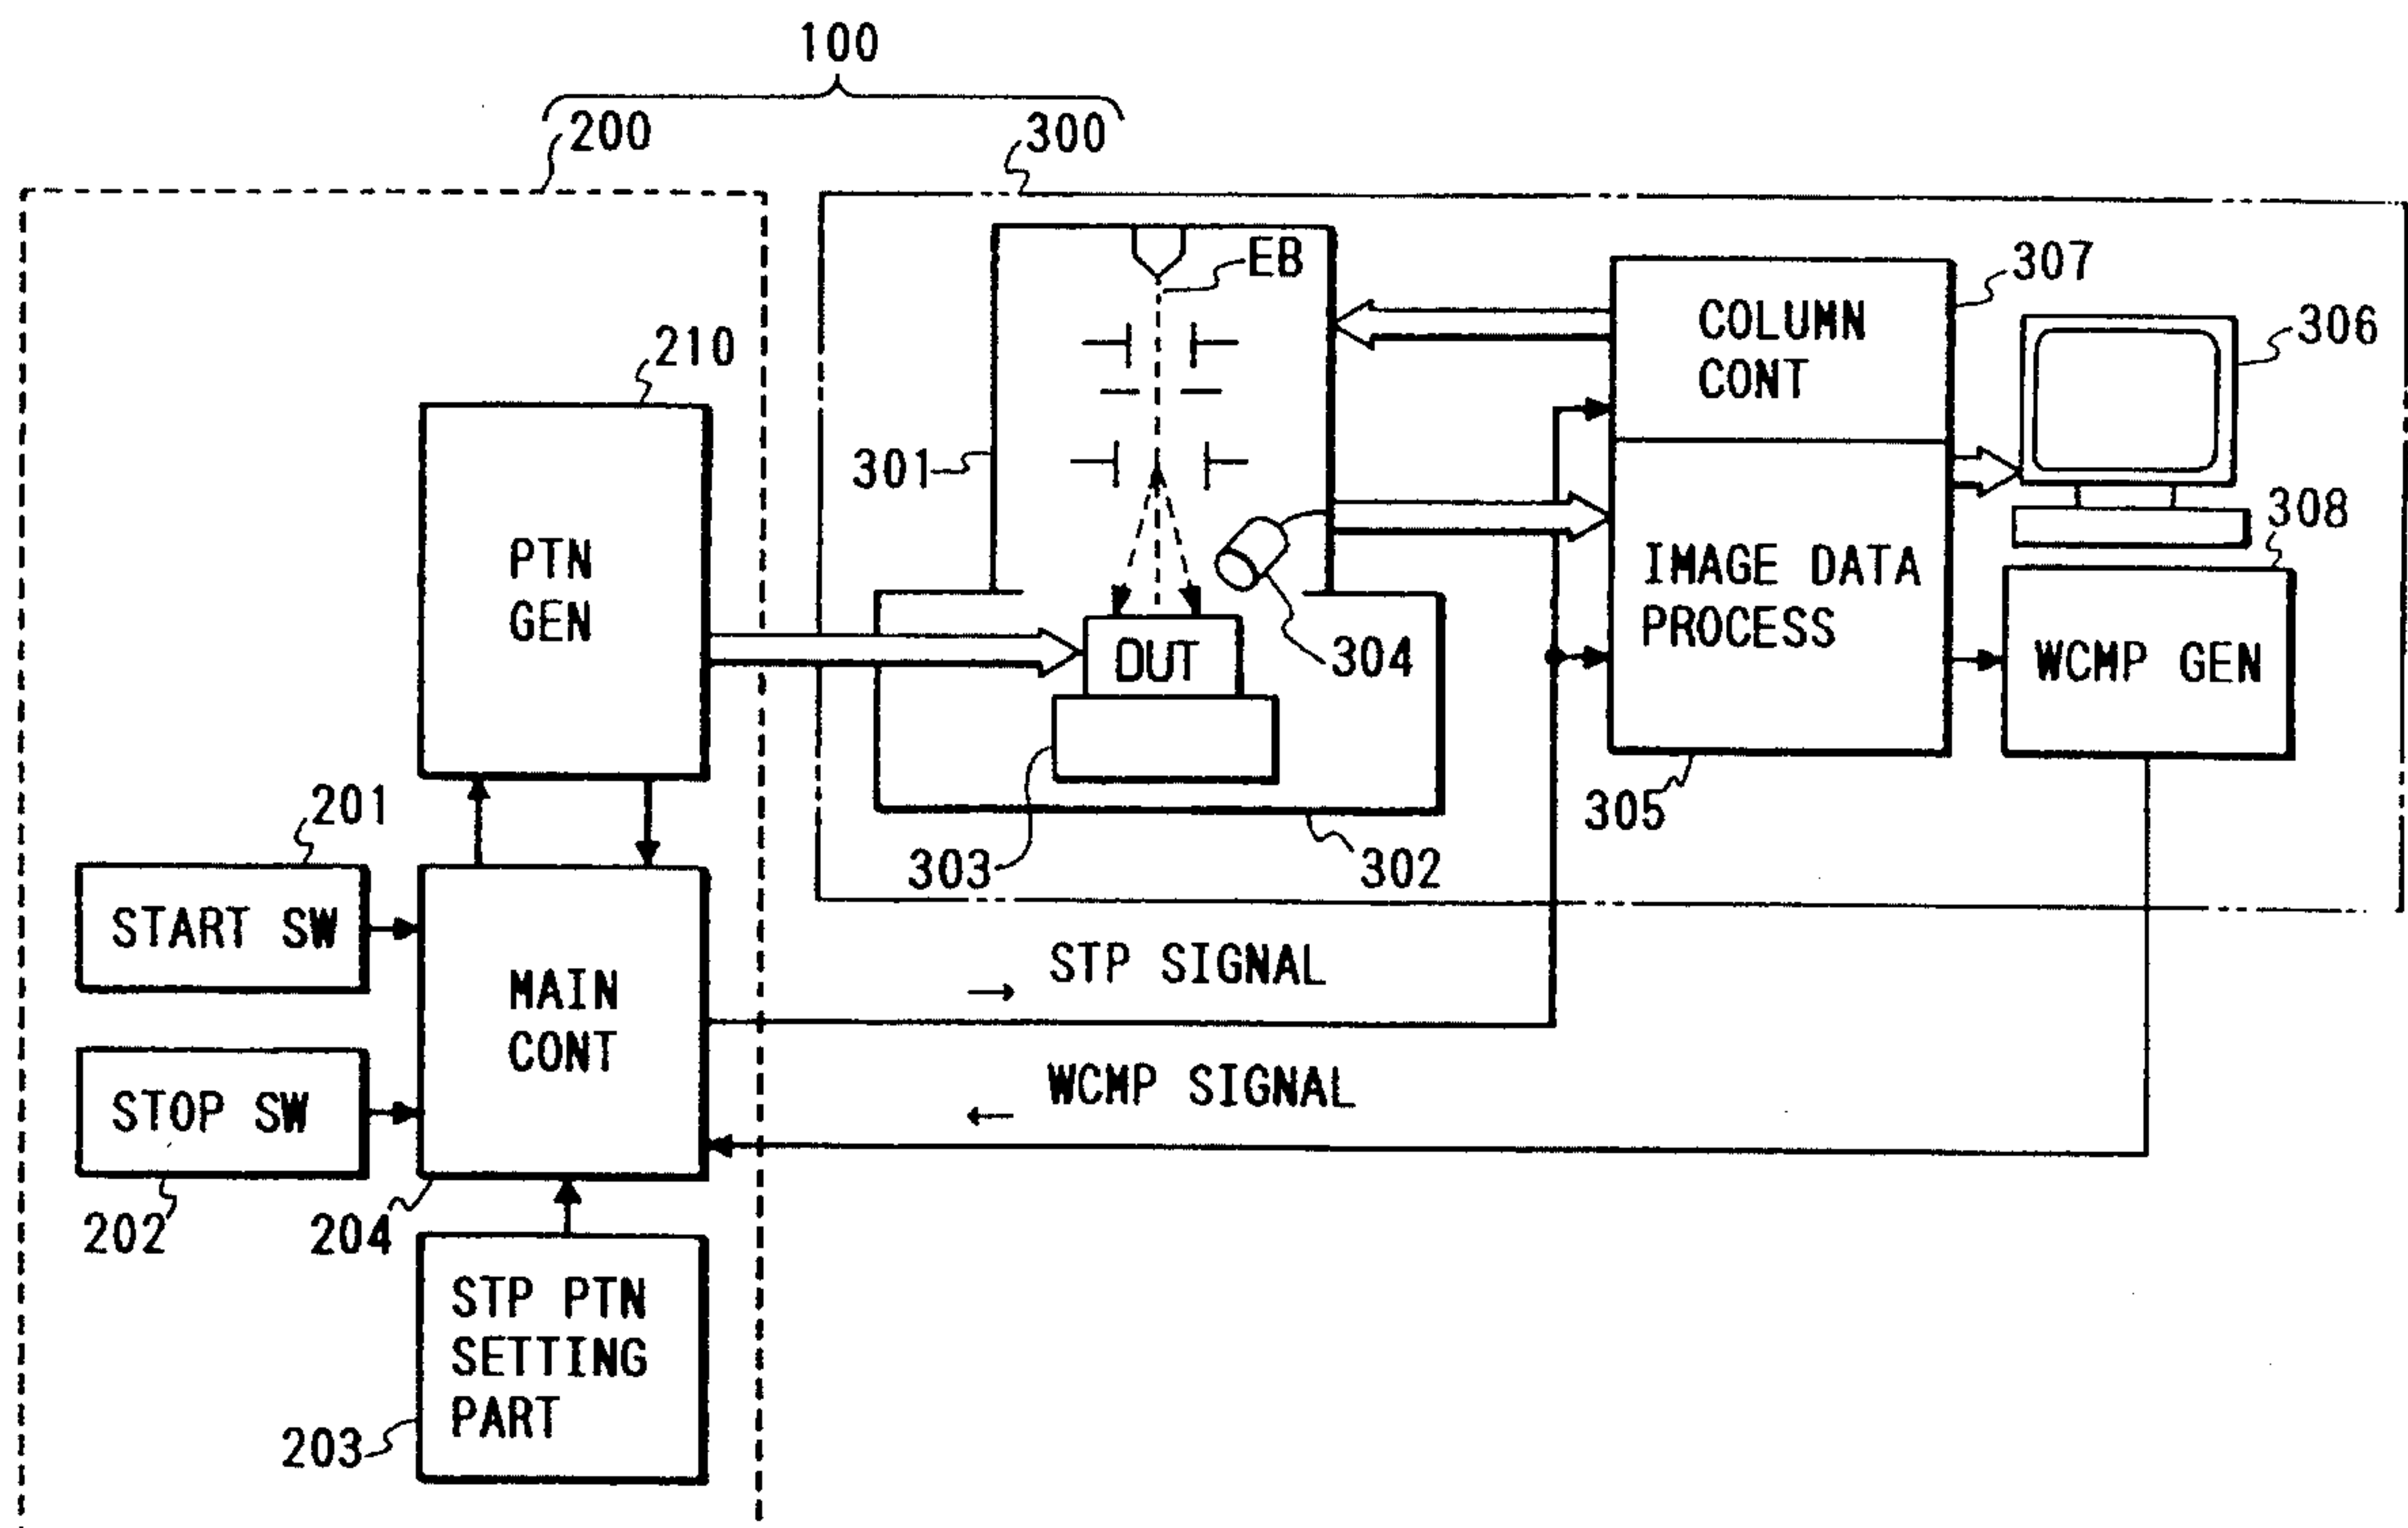 100
200
300
EB
307
COLUMN
CONT
306
210
301
PTN
GEN
308
IMAGE DATA
PROCESS
DUT
304
WCMP GEN
201
303
302
305
START SW
MAIN
CONT
STP SIGNAL
→
STOP SW
WCMP SIGNAL
←
202
204
STP PTN
SETTING
PART
203